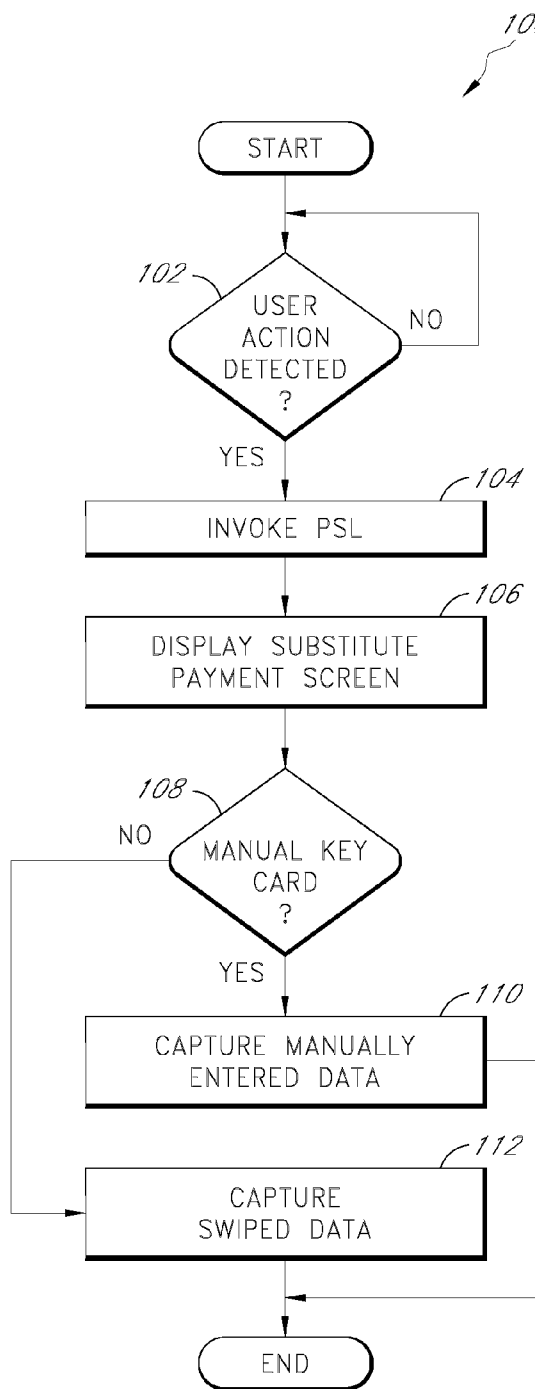 START
102
USER
ACTION
DETECTED
?
NO
YES
104
INVOKE PSL
106
DISPLAY SUBSTITUTE
PAYMENT SCREEN
108
NO
MANUAL KEY
CARD
?
YES
110
CAPTURE MANUALLY
ENTERED DATA
112
CAPTURE
SWIPED DATA
END